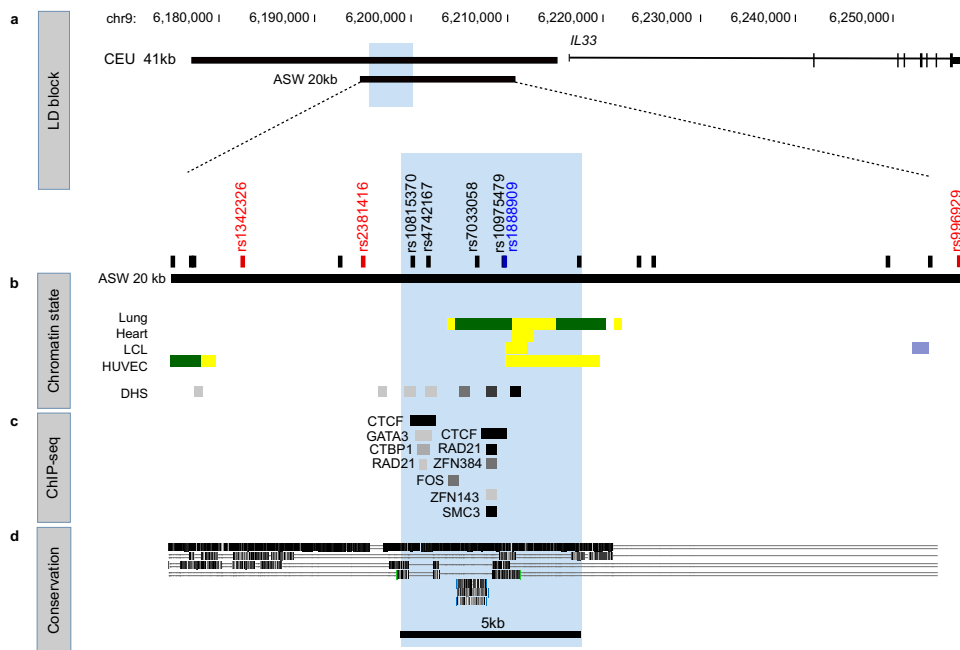 a
chr9: 6,180,000 6,190,000 6,200,000 6,210,000 6,220,000 6,230,000 6,240,000 6,250,000
LD block
IL33
CEU 41kb
ASW 20kb
rs1342326 rs2381416 rs10815370 rs4742167 rs7033058 rs10975479 rs1888909 rs996929
ASW 20 kb
b
Chromatin state
Lung
Heart
LCL
HUVEC
DHS
c
ChIP-seq
CTCF
GATA3 CTCF
CTBP1 RAD21
RAD21 ZFN384
FOS
ZFN143
SMC3
d
Conservation
5kb